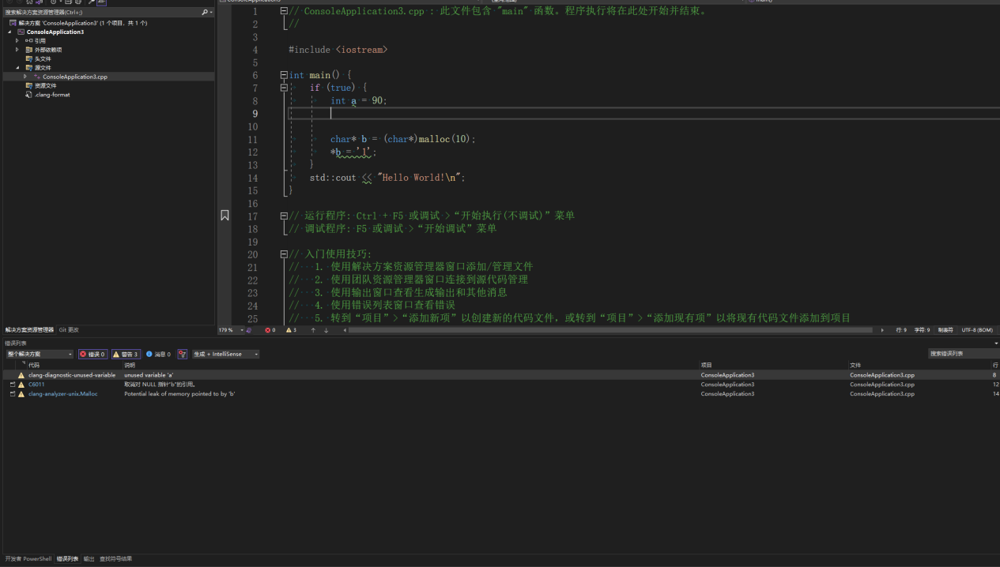 搜索解决方案资源管理器(Ctrl+;)
解决方案 'ConsoleApplication3' (1 个项目，共 1 个)
ConsoleApplication3
引用
外部依赖项
头文件
源文件
ConsoleApplication3.cpp
资源文件
.clang-format
解决方案资源管理器 Git 更改
1 // ConsoleApplication3.cpp : 此文件包含 "main" 函数。程序执行将在此处开始并结束。
2 //
3
4 #include <iostream>
5
6 int main() {
7 if (true) {
8 int a = 90;
9
10
11 char* b = (char*)malloc(10);
12 *b = '1';
13 }
14 std::cout << "Hello World!\n";
15 }
16
17 // 运行程序: Ctrl + F5 或调试 >“开始执行(不调试)”菜单
18 // 调试程序: F5 或调试 >“开始调试”菜单
19
20 // 入门使用技巧:
21 // 1. 使用解决方案资源管理器窗口添加/管理文件
22 // 2. 使用团队资源管理器窗口连接到源代码管理
23 // 3. 使用输出窗口查看生成输出和其他消息
24 // 4. 使用错误列表窗口查看错误
25 // 5. 转到“项目”>“添加新项”以创建新的代码文件，或转到“项目”>“添加现有项”以将现有代码文件添加到项目
179 % 0 3 行: 9 字符: 9 制表符 UTF-8 (BOM)
错误列表
整个解决方案 错误 0 警告 3 消息 0 生成 + IntelliSense 搜索错误列表
代码 说明 项目 文件 行
clang-diagnostic-unused-variable unused variable 'a' ConsoleApplication3 ConsoleApplication3.cpp 8
C6011 取消对 NULL 指针“b”的引用。 ConsoleApplication3 ConsoleApplication3.cpp 12
clang-analyzer-unix.Malloc Potential leak of memory pointed to by 'b' ConsoleApplication3 ConsoleApplication3.cpp 14
开发者 PowerShell 错误列表 输出 查找符号结果